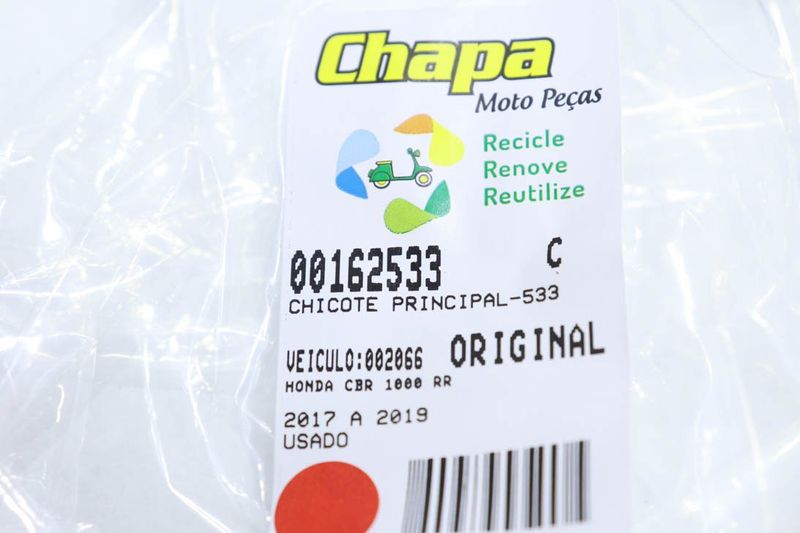 Chapa
Moto Peças
Recicle
Renove
Reutilize
00162533 C
CHICOTE PRINCIPAL-533
VEICULO:002066 ORIGINAL
HONDA CBR 1000 RR
2017 A 2019
USADO